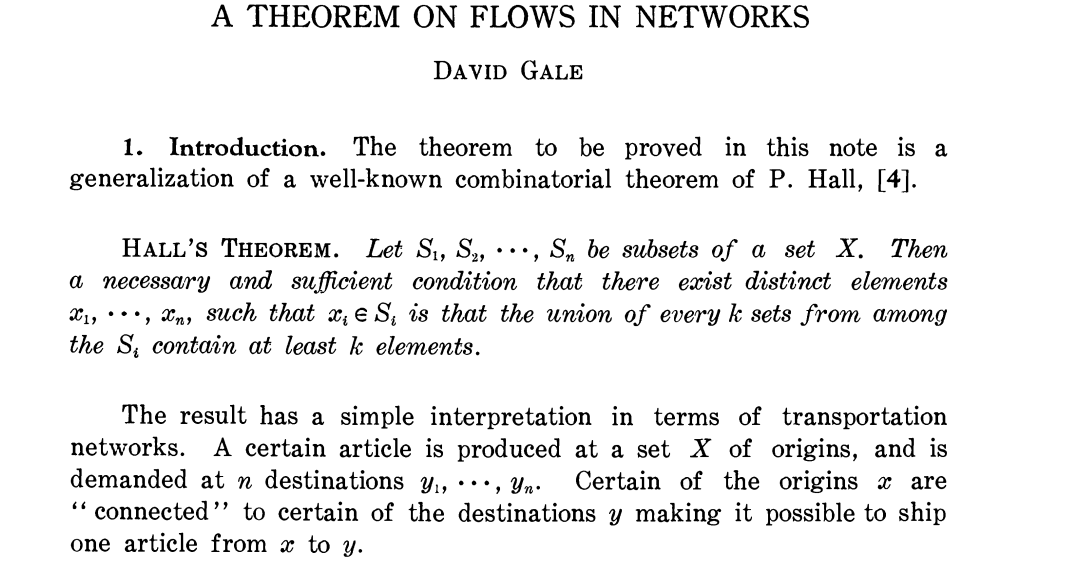 A THEOREM ON FLOWS IN NETWORKS
DAVID GALE
1. Introduction. The theorem to be proved in this note is a
generalization of a well-known combinatorial theorem of P. Hall, [4].
HALL'S THEOREM. Let S₁, S₂, ···, Sₙ be subsets of a set X. Then
a necessary and sufficient condition that there exist distinct elements
x₁, ···, xₙ, such that xᵢ ∈ Sᵢ is that the union of every k sets from among
the Sᵢ contain at least k elements.
The result has a simple interpretation in terms of transportation
networks. A certain article is produced at a set X of origins, and is
demanded at n destinations y₁, ···, yₙ. Certain of the origins x are
“connected” to certain of the destinations y making it possible to ship
one article from x to y.